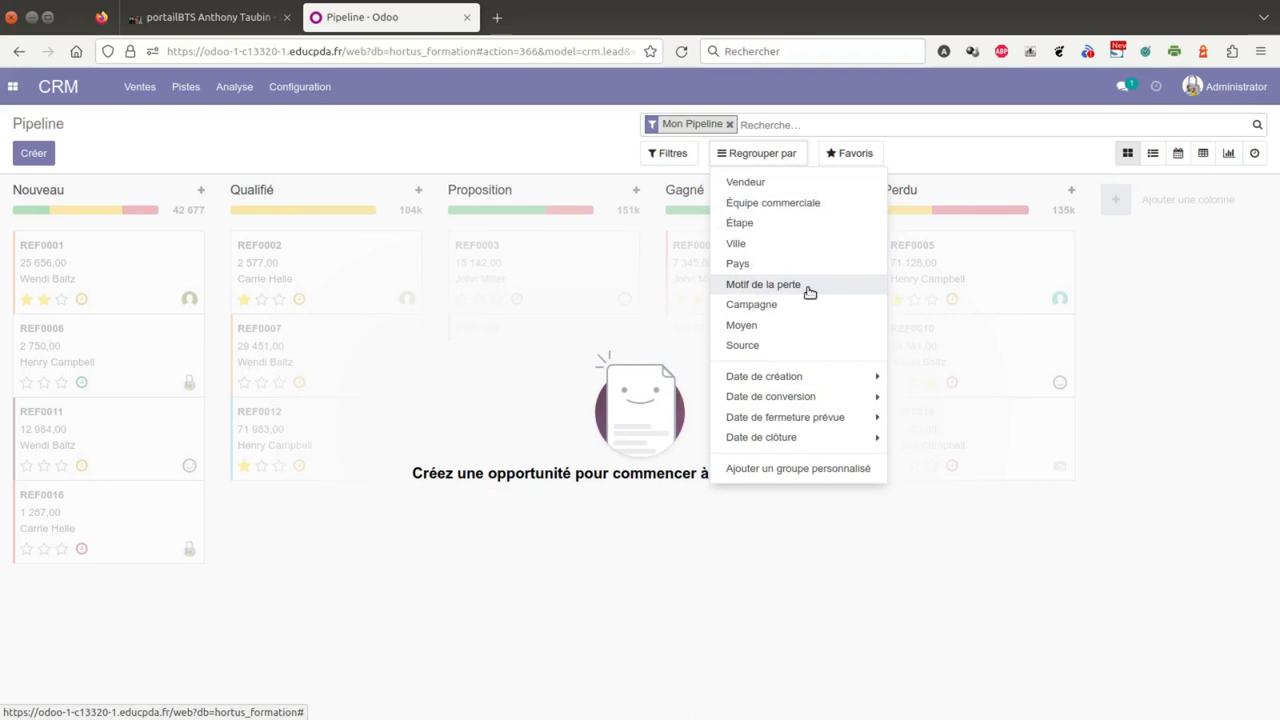 portailBTS Anthony Taubin
Pipeline - Odoo
https://odoo-1-c13320-1.educpda.fr/web?db=hortus_formation#action=366&model=crm.lead&
Rechercher
New
CRM
Ventes
Pistes
Analyse
Configuration
1
Administrator
Pipeline
Mon Pipeline
Recherche…
Créer
Filtres
Regrouper par
Favoris
Nouveau
42 677
Qualifié
104k
Proposition
151k
Gagné
Perdu
135k
Ajouter une colonne
REF0001
25 656,00
Wendi Baltz
REF0006
2 750,00
Henry Campbell
REF0011
12 984,00
Wendi Baltz
REF0016
1 287,00
Carrie Helle
REF0002
2 577,00
Carrie Helle
REF0007
29 451,00
Wendi Baltz
REF0012
71 983,00
Henry Campbell
REF0003
15 142,00
John Miller
7 345,00
REF0005
71 128,00
Henry Campbell
REF0010
Vendeur
Équipe commerciale
Étape
Ville
Pays
Motif de la perte
Campagne
Moyen
Source
Date de création
Date de conversion
Date de fermeture prévue
Date de clôture
Ajouter un groupe personnalisé
Créez une opportunité pour commencer à
https://odoo-1-c13320-1.educpda.fr/web?db=hortus_formation#